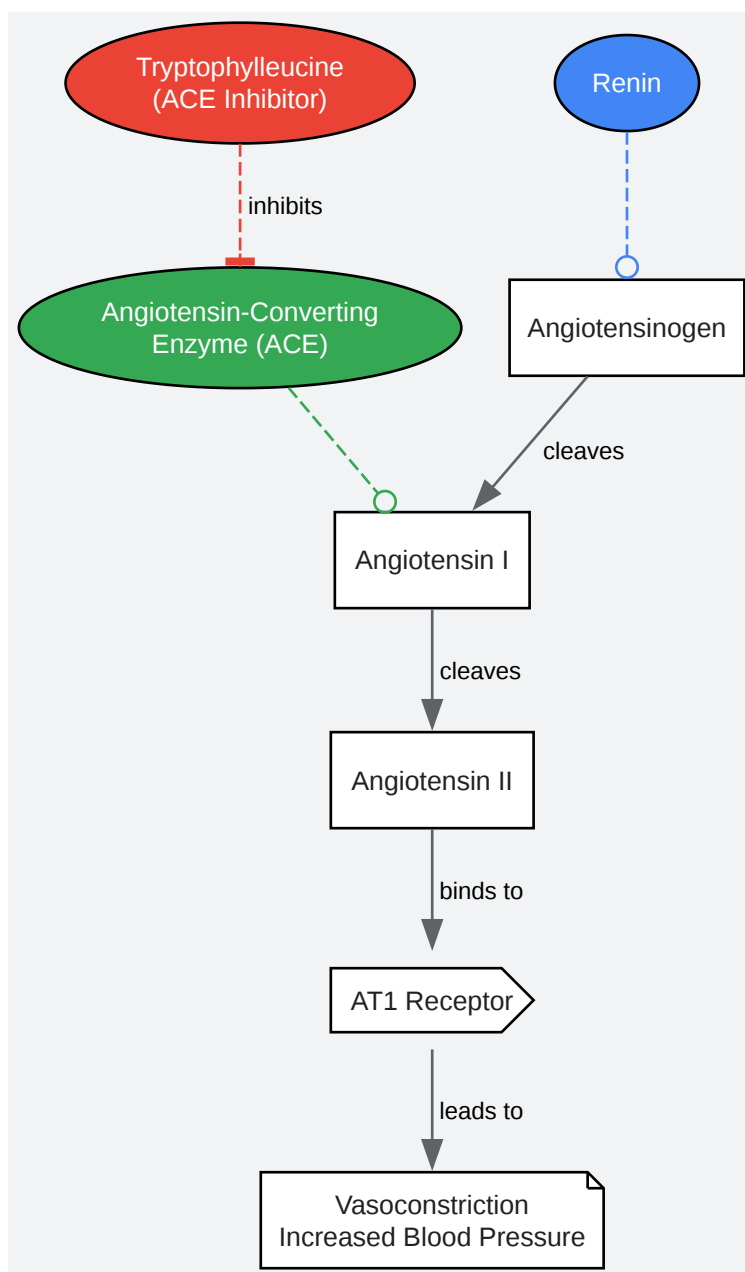 Tryptophylleucine
(ACE Inhibitor)
Renin
inhibits
Angiotensin-Converting
Enzyme (ACE)
Angiotensinogen
cleaves
Angiotensin I
cleaves
Angiotensin II
binds to
AT1 Receptor
leads to
Vasoconstriction
Increased Blood Pressure